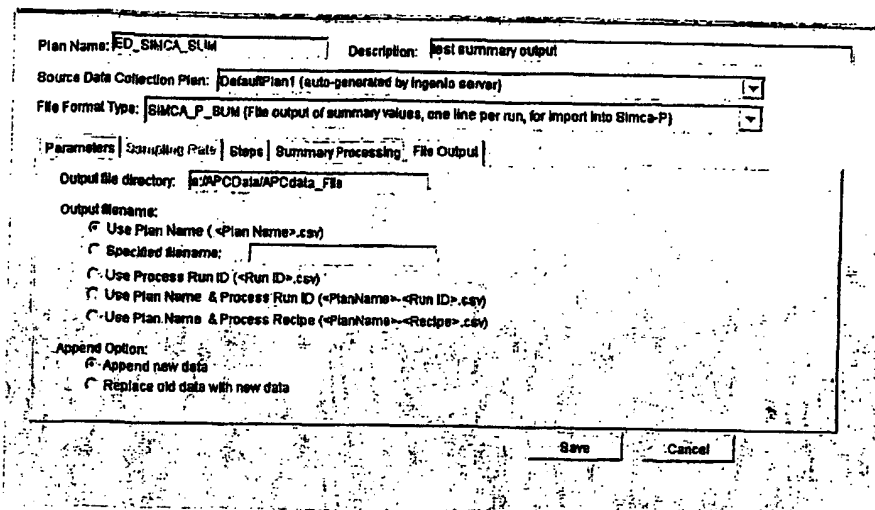 Plan Name: ED_SIMCA_SUM Description: test summary output
Source Data Collection Plan: DefaultPlan1 (auto-generated by Ingenio server)
File Format Type: SIMCA_P_SUM (File output of summary values, one line per run, for import into Simca-P)
Parameters Sampling Rate Steps Summary Processing File Output
Output file directory: e:/APCData/APCdata_File
Output filename:
Use Plan Name ( <Plan Name>.csv)
Specified filename:
Use Process Run ID (<Run ID>.csv)
Use Plan Name & Process Run ID (<PlanName>-<Run ID>.csv)
Use Plan Name & Process Recipe (<PlanName>-<Recipe>.csv)
Append Option:
Append new data
Replace old data with new data
Save Cancel